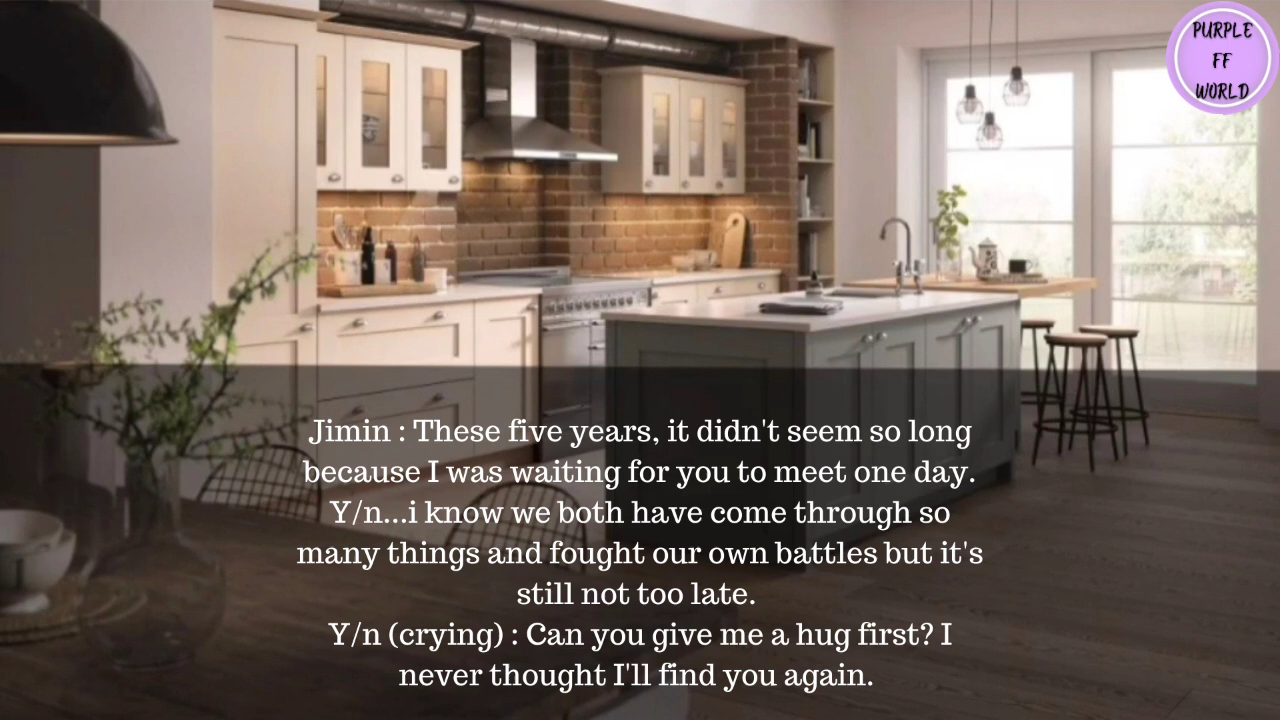 PURPLE
FF
WORLD
Jimin : These five years, it didn't seem so long
because I was waiting for you to meet one day.
Y/n...i know we both have come through so
many things and fought our own battles but it's
still not too late.
Y/n (crying) : Can you give me a hug first? I
never thought I'll find you again.